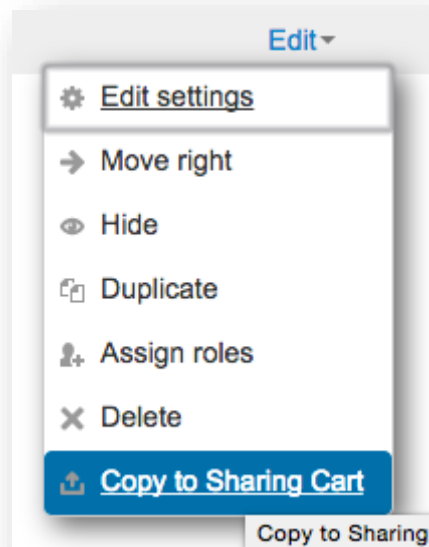 Edit
Edit settings
Move right
Hide
Duplicate
Assign roles
Delete
Copy to Sharing Cart
Copy to Sharing